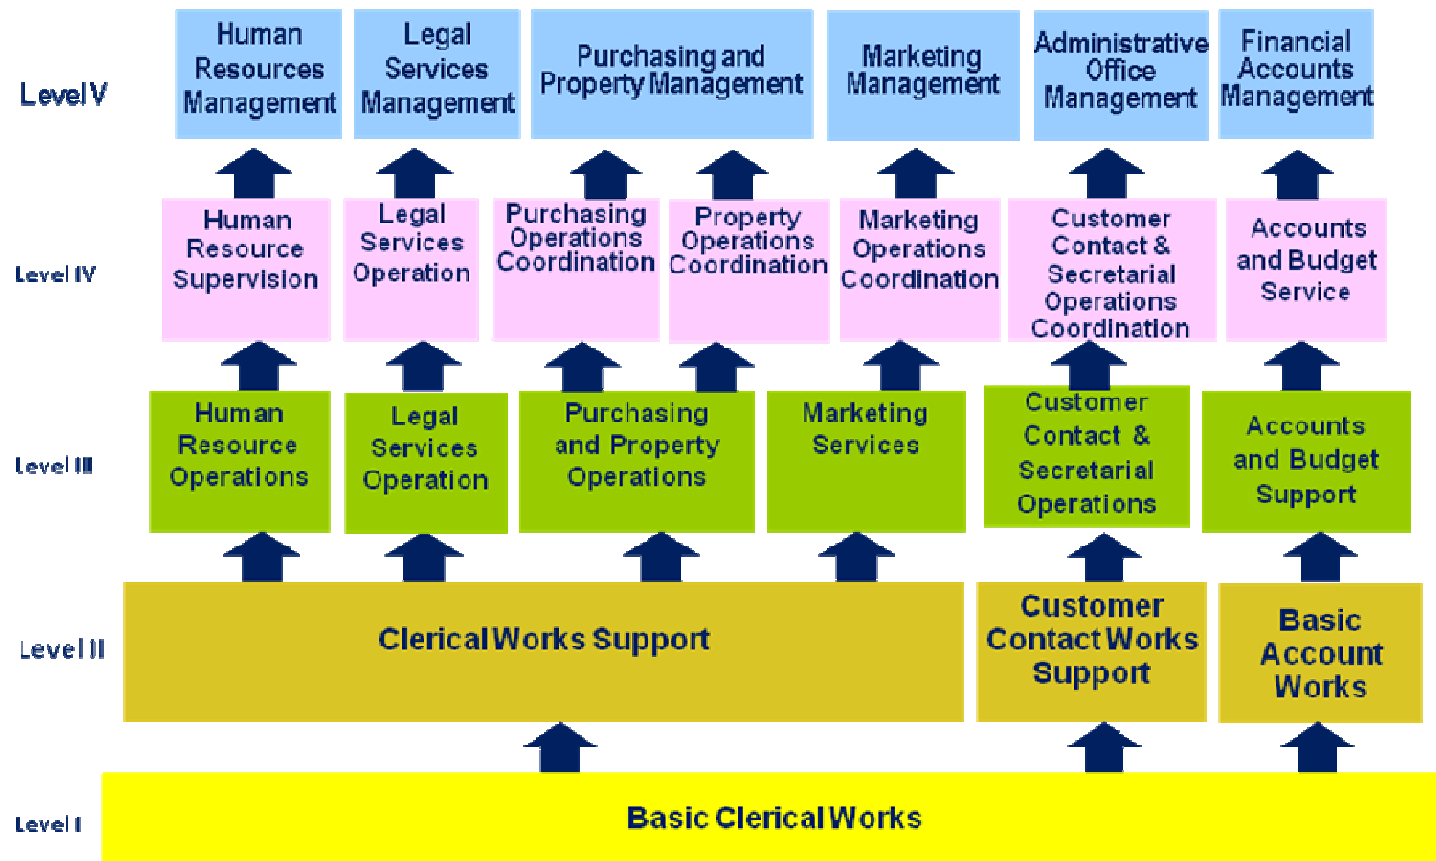 Level V
Human
Resources
Management
Legal
Services
Management
Purchasing and
Property Management
Marketing
Management
Administrative
Office
Management
Financial
Accounts
Management
Level IV
Human
Resource
Supervision
Legal
Services
Operation
Purchasing
Operations
Coordination
Property
Operations
Coordination
Marketing
Operations
Coordination
Customer
Contact &
Secretarial
Operations
Coordination
Accounts
and Budget
Service
Level III
Human
Resource
Operations
Legal
Services
Operation
Purchasing
and Property
Operations
Marketing
Services
Customer
Contact &
Secretarial
Operations
Accounts
and Budget
Support
Level II
Clerical Works Support
Customer
Contact Works
Support
Basic
Account
Works
Level I
Basic Clerical Works